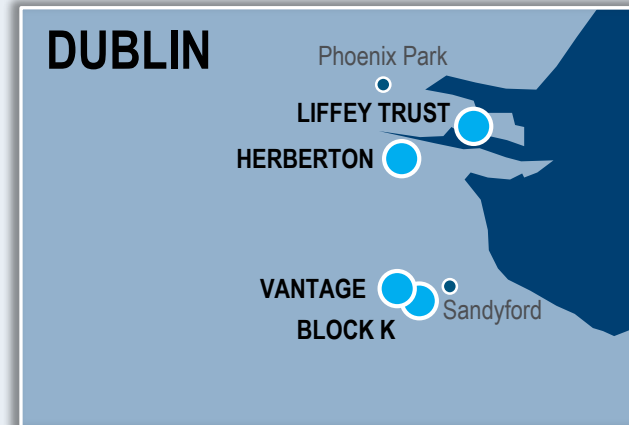 DUBLIN
Phoenix Park
LIFFEY TRUST
HERBERTON
VANTAGE
Sandyford
BLOCK K